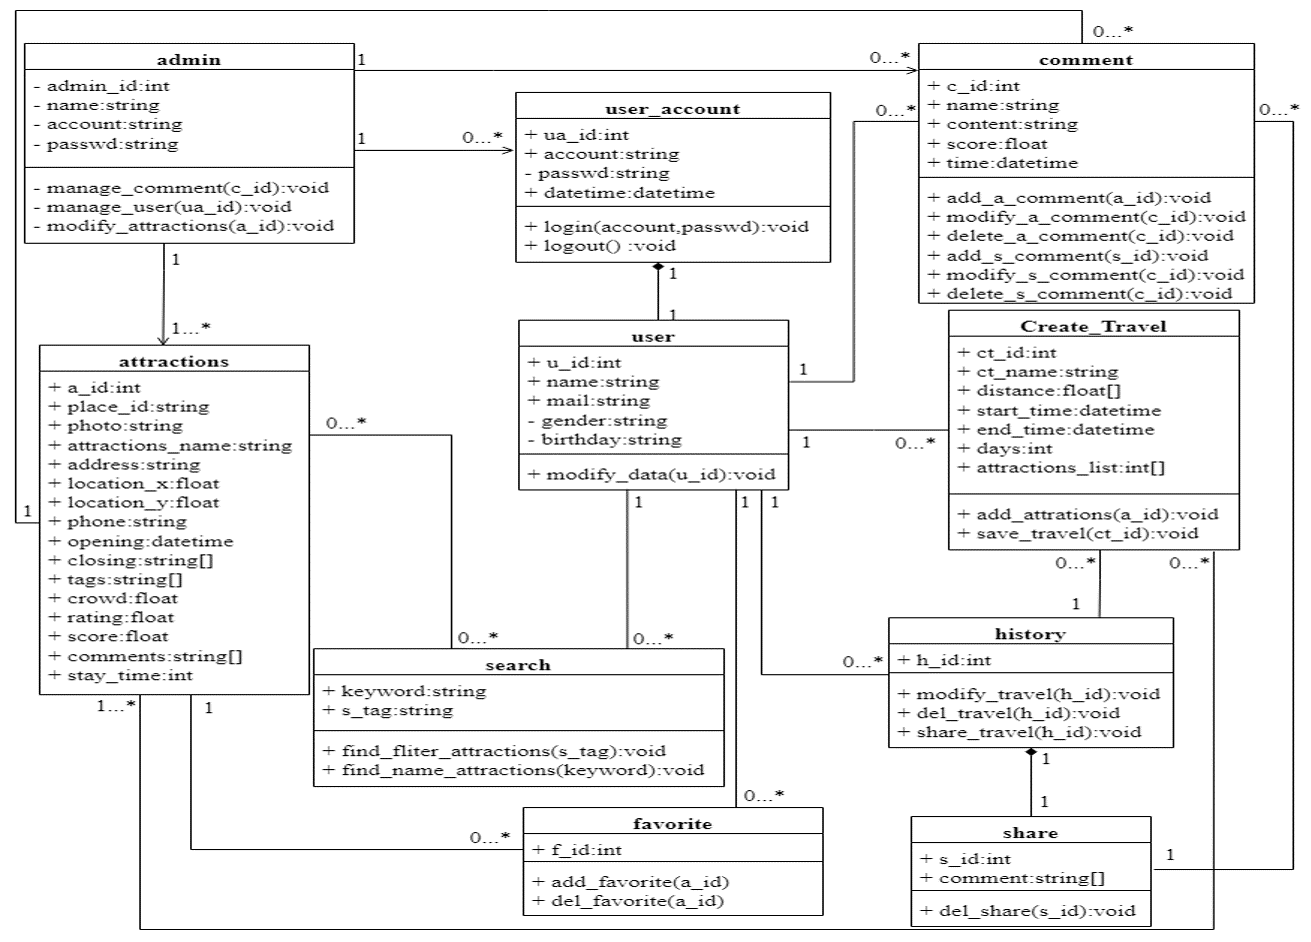 admin
- admin_id:int
- name:string
- account:string
- passwd:string
- manage_comment(c_id):void
- manage_user(ua_id):void
- modify_attractions(a_id):void
1
0...*
1
0...*
1
1...*
user_account
+ ua_id:int
+ account:string
- passwd:string
+ datetime:datetime
+ login(account,passwd):void
+ logout() :void
1
1
0...*
comment
+ c_id:int
+ name:string
+ content:string
+ score:float
+ time:datetime
+ add_a_comment(a_id):void
+ modify_a_comment(c_id):void
+ delete_a_comment(c_id):void
+ add_s_comment(s_id):void
+ modify_s_comment(c_id):void
+ delete_s_comment(c_id):void
0...*
0...*
user
+ u_id:int
+ name:string
+ mail:string
- gender:string
- birthday:string
+ modify_data(u_id):void
1
1
0...*
1
1
1
Create_Travel
+ ct_id:int
+ ct_name:string
+ distance:float[]
+ start_time:datetime
+ end_time:datetime
+ days:int
+ attractions_list:int[]
+ add_attrations(a_id):void
+ save_travel(ct_id):void
0...*
0...*
1
attractions
+ a_id:int
+ place_id:string
+ photo:string
+ attractions_name:string
+ address:string
+ location_x:float
+ location_y:float
+ phone:string
+ opening:datetime
+ closing:string[]
+ tags:string[]
+ crowd:float
+ rating:float
+ score:float
+ comments:string[]
+ stay_time:int
0...*
1
1...*
1
0...*
0...*
search
+ keyword:string
+ s_tag:string
+ find_fliter_attractions(s_tag):void
+ find_name_attractions(keyword):void
0...*
history
+ h_id:int
+ modify_travel(h_id):void
+ del_travel(h_id):void
+ share_travel(h_id):void
1
1
0...*
0...*
favorite
+ f_id:int
+ add_favorite(a_id)
+ del_favorite(a_id)
share
+ s_id:int
+ comment:string[]
+ del_share(s_id):void
1